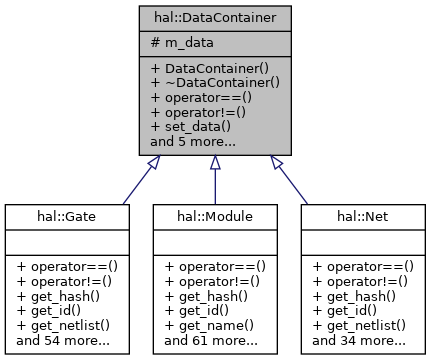 hal::DataContainer
# m_data
+ DataContainer()
+ ~DataContainer()
+ operator==()
+ operator!=()
+ set_data()
and 5 more...
hal::Gate
+ operator==()
+ operator!=()
+ get_hash()
+ get_id()
+ get_netlist()
and 54 more...
hal::Module
+ operator==()
+ operator!=()
+ get_hash()
+ get_id()
+ get_name()
and 61 more...
hal::Net
+ operator==()
+ operator!=()
+ get_hash()
+ get_id()
+ get_netlist()
and 34 more...